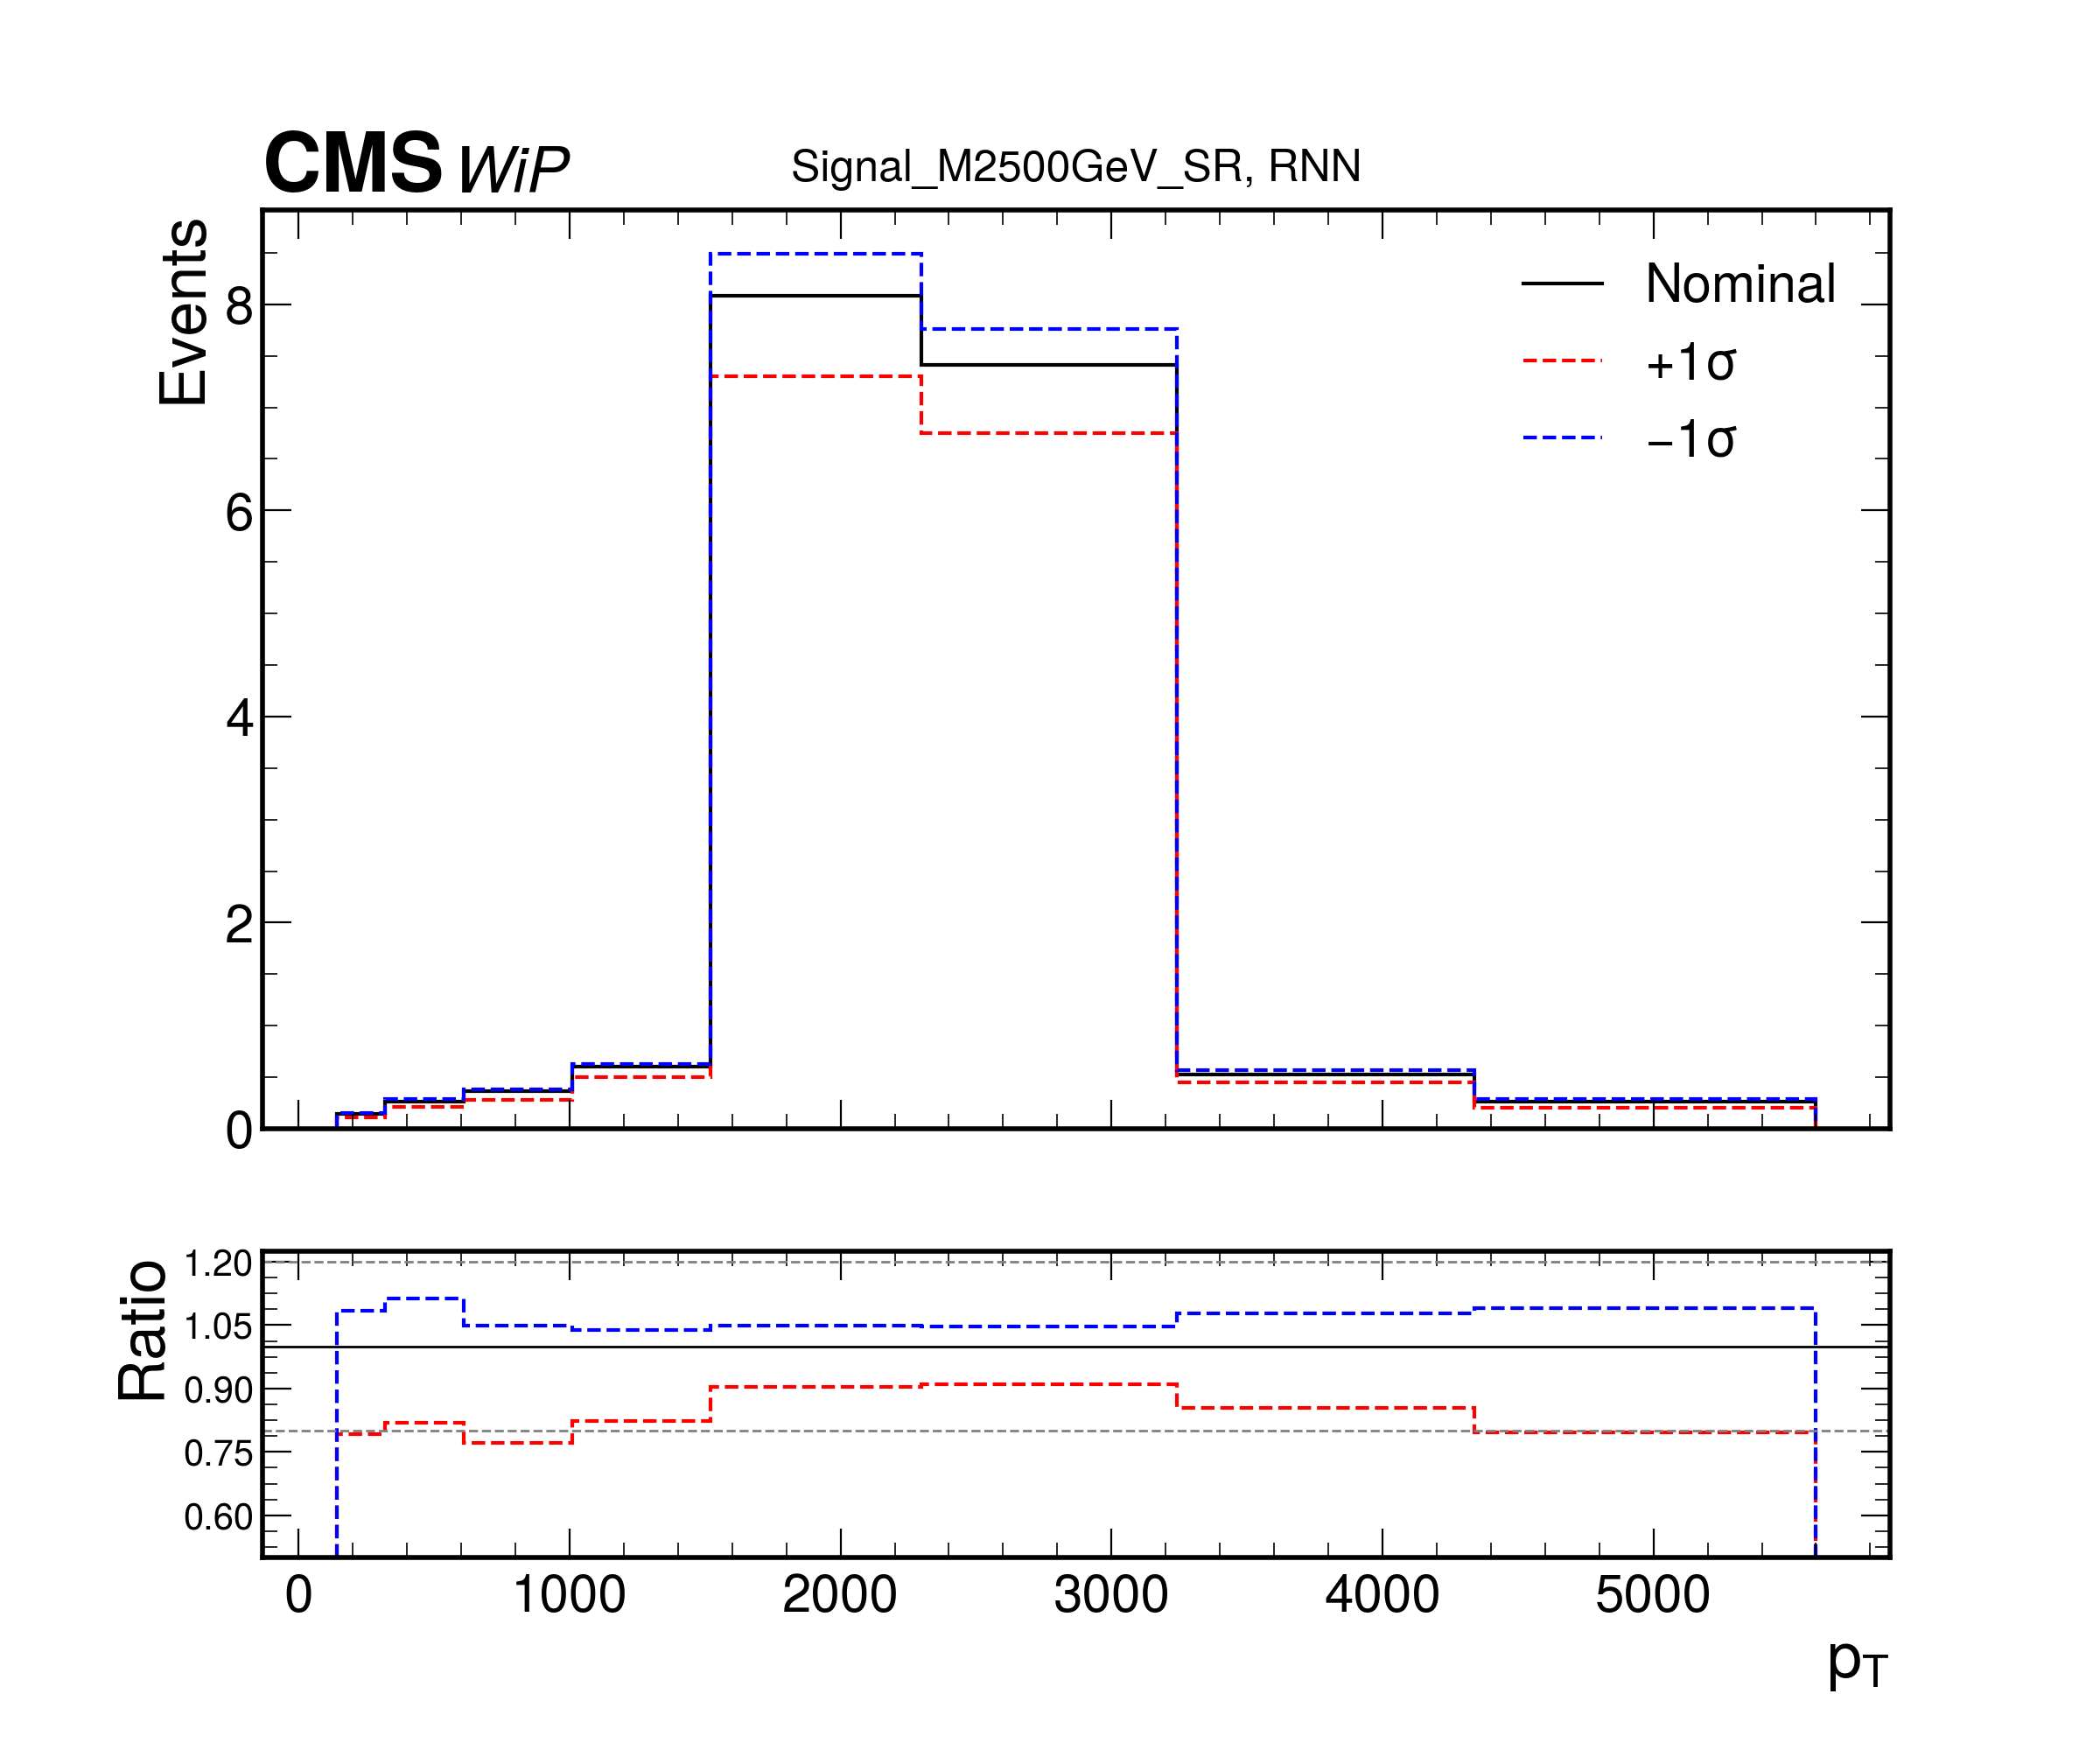 CMS WiP
Signal_M2500GeV_SR, RNN
Events
8
6
4
2
0
Nominal
+1σ
−1σ
Ratio
1.20
1.05
0.90
0.75
0.60
0 1000 2000 3000 4000 5000
pT